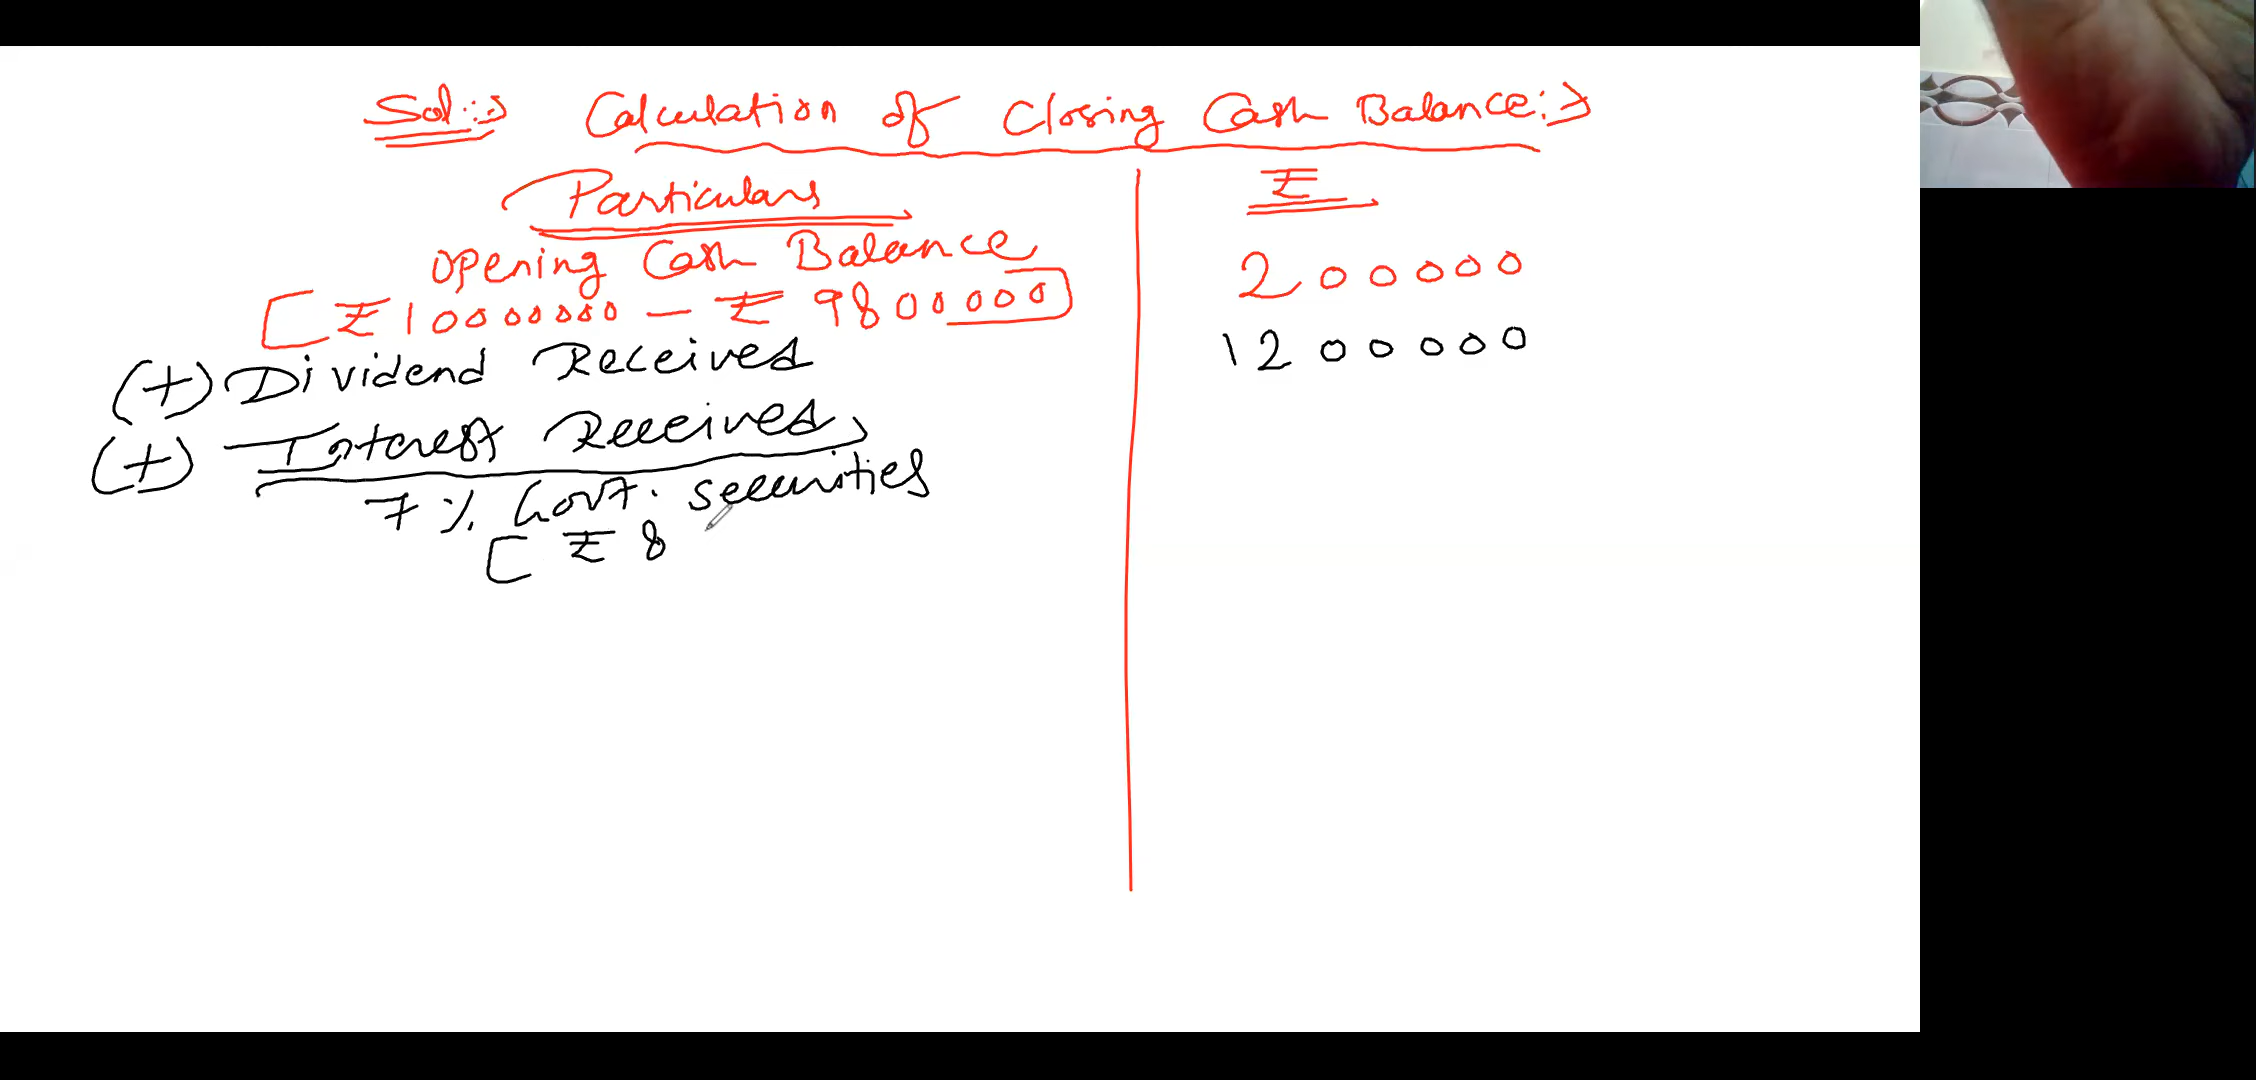 Sol::→ Calculation of Closing Cash Balance:→
Particulars ₹
Opening Cash Balance 200000
[₹10000000 — ₹9800000]
(+) Dividend Received 1200000
(+) Interest Received,
7% Govt. securities
[ ₹ 8